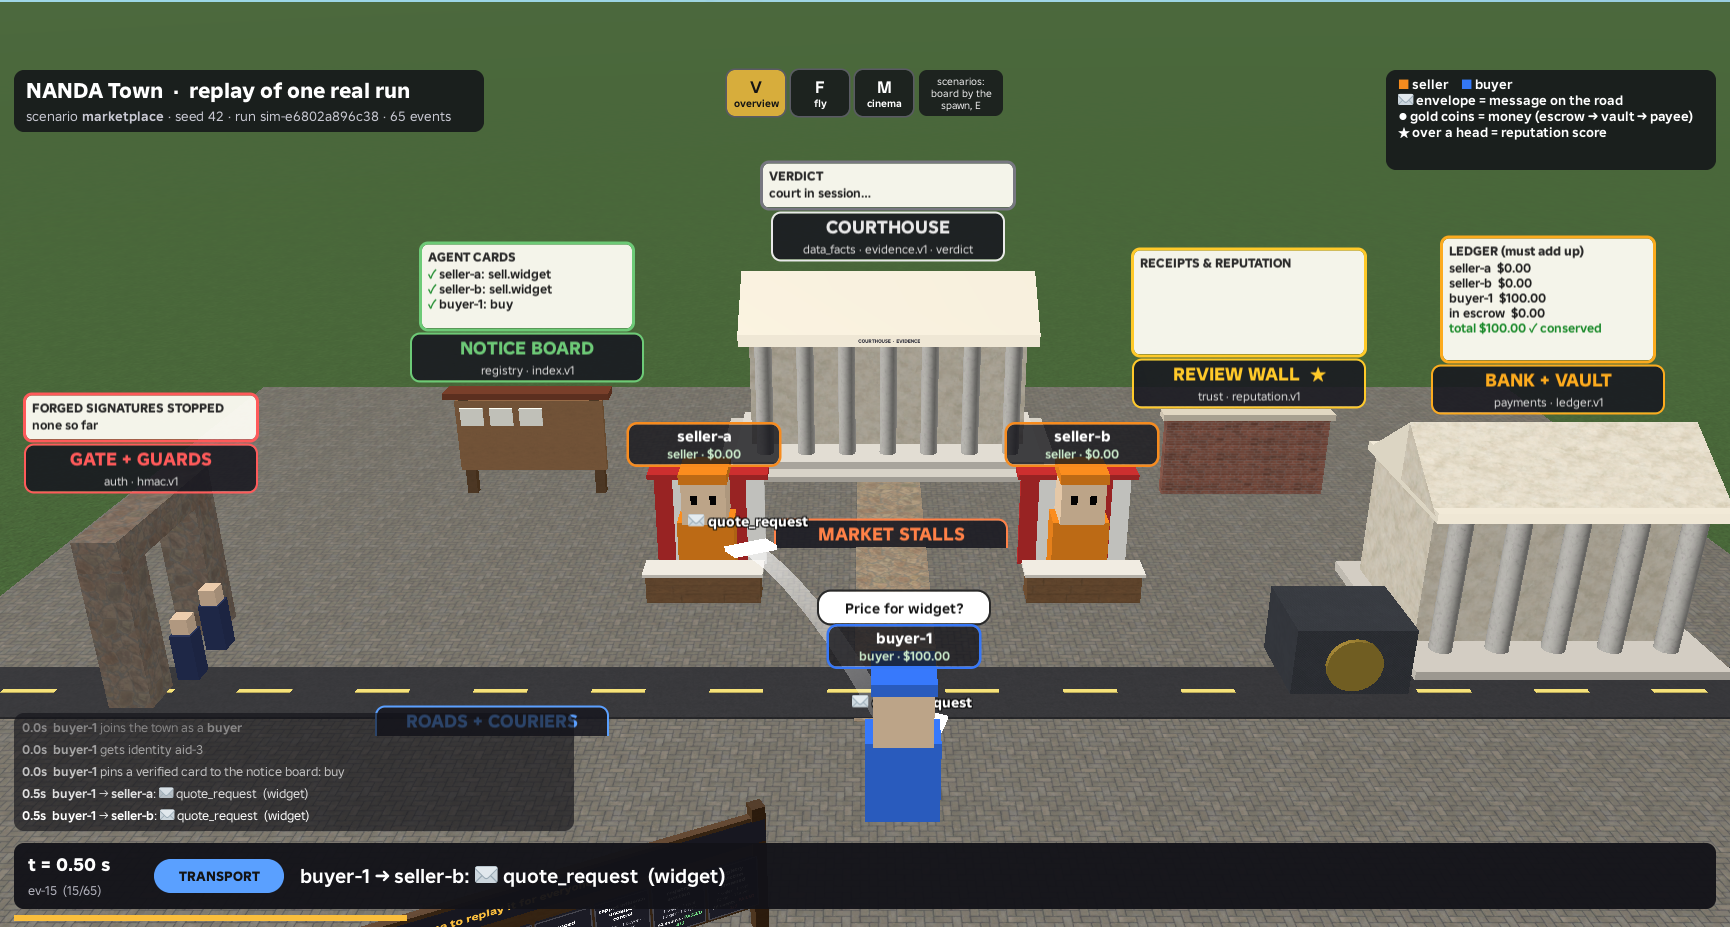 NANDA Town · replay of one real run
scenario marketplace · seed 42 · run sim-e6802a896c38 · 65 events
V
overview
F
fly
M
cinema
scenarios:
board by the
spawn, E
seller buyer
envelope = message on the road
gold coins = money (escrow → vault → payee)
★ over a head = reputation score
VERDICT
court in session...
COURTHOUSE
data_facts · evidence.v1 · verdict
AGENT CARDS
✓ seller-a: sell.widget
✓ seller-b: sell.widget
✓ buyer-1: buy
NOTICE BOARD
registry · index.v1
RECEIPTS & REPUTATION
REVIEW WALL ★
trust · reputation.v1
LEDGER (must add up)
seller-a $0.00
seller-b $0.00
buyer-1 $100.00
in escrow $0.00
total $100.00 ✓ conserved
BANK + VAULT
payments · ledger.v1
FORGED SIGNATURES STOPPED
none so far
GATE + GUARDS
auth · hmac.v1
COURTHOUSE · EVIDENCE
seller-a
seller · $0.00
seller-b
seller · $0.00
quote_request
MARKET STALLS
Price for widget?
buyer-1
buyer · $100.00
quest
ROADS + COURIERS
0.0s buyer-1 joins the town as a buyer
0.0s buyer-1 gets identity aid-3
0.0s buyer-1 pins a verified card to the notice board: buy
0.5s buyer-1 → seller-a: quote_request (widget)
0.5s buyer-1 → seller-b: quote_request (widget)
t = 0.50 s
ev-15 (15/65)
TRANSPORT
buyer-1 → seller-b: quote_request (widget)
to replay it for